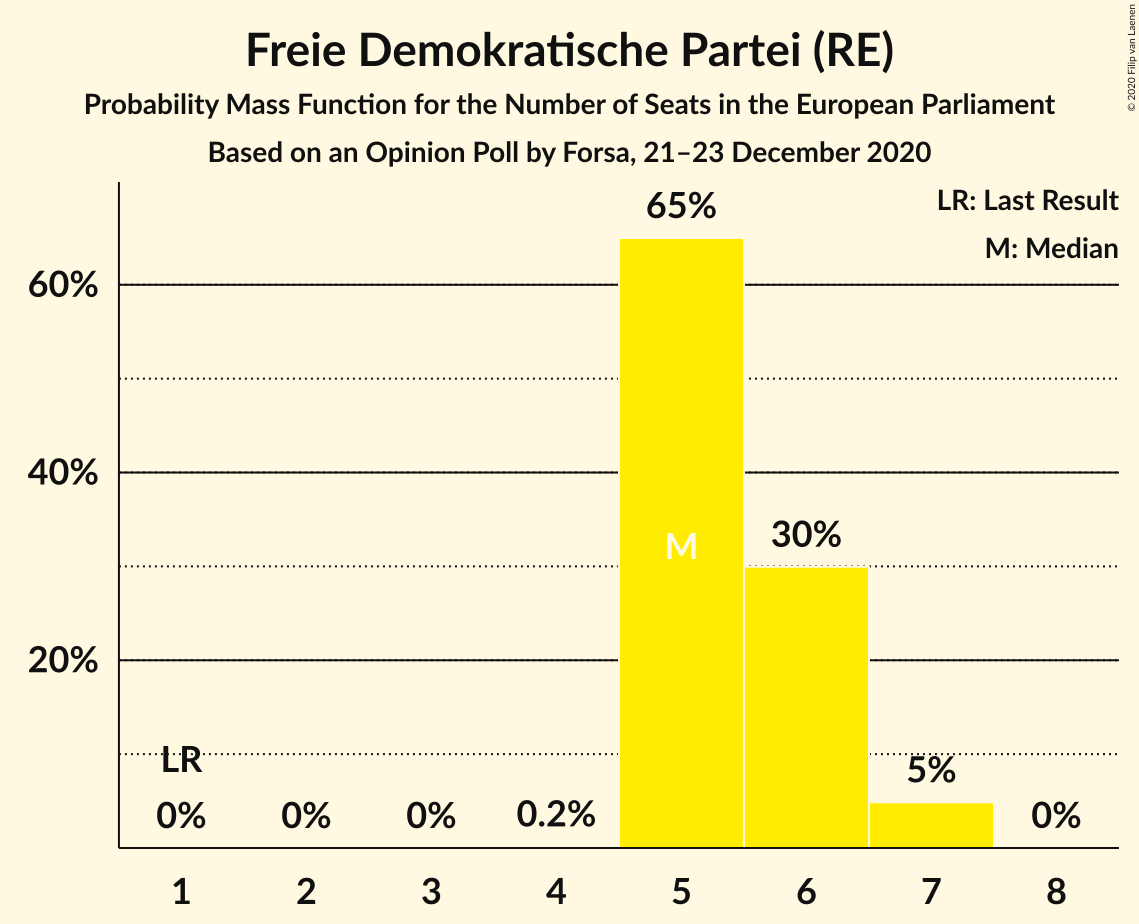 Freie Demokratische Partei (RE)
Probability Mass Function for the Number of Seats in the European Parliament
Based on an Opinion Poll by Forsa, 21–23 December 2020
© 2020 Filip van Laenen
LR: Last Result
M: Median
65%
60%
40%
30%
M
20%
LR
5%
0%
0%
0%
0.2%
0%
1
2
3
4
5
6
7
8